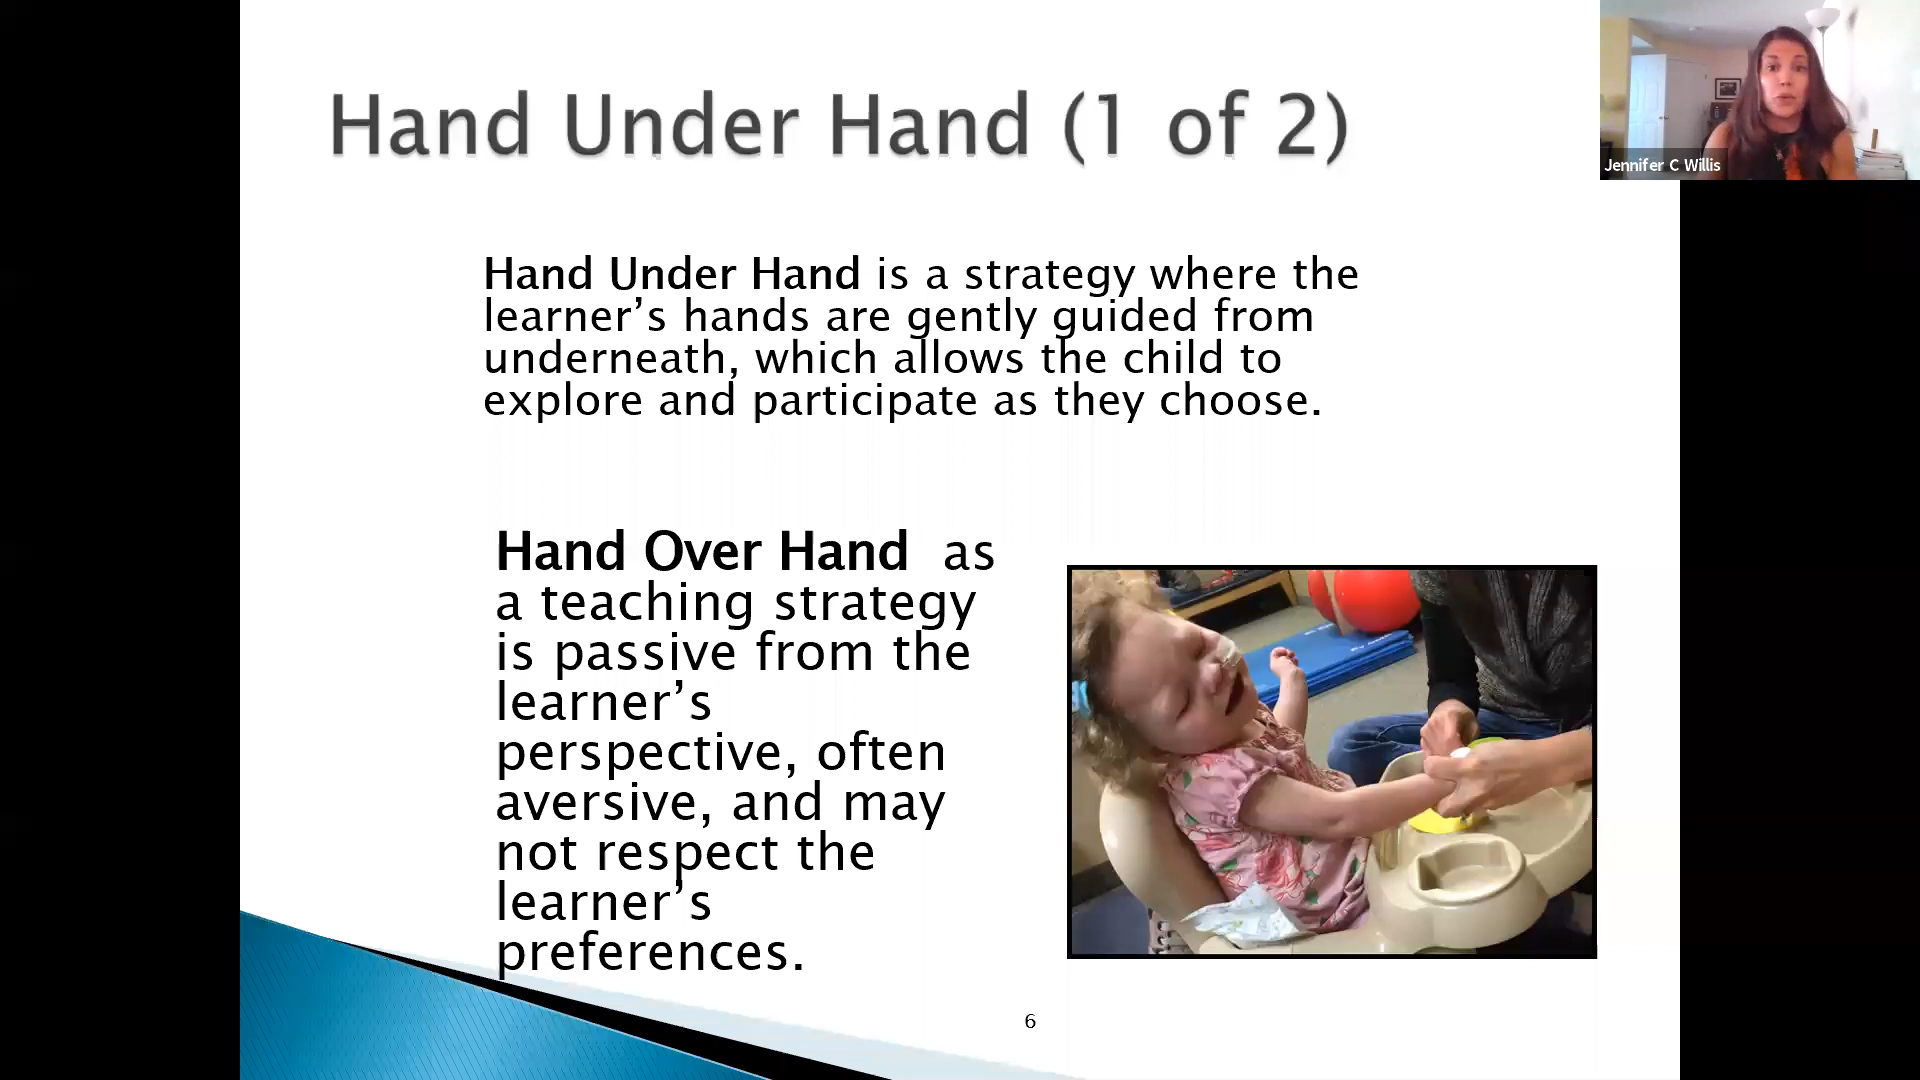 Hand Under Hand (1 of 2)
Jennifer C Willis
Hand Under Hand is a strategy where the
learner’s hands are gently guided from
underneath, which allows the child to
explore and participate as they choose.
Hand Over Hand as
a teaching strategy
is passive from the
learner’s
perspective, often
aversive, and may
not respect the
learner’s
preferences.
6